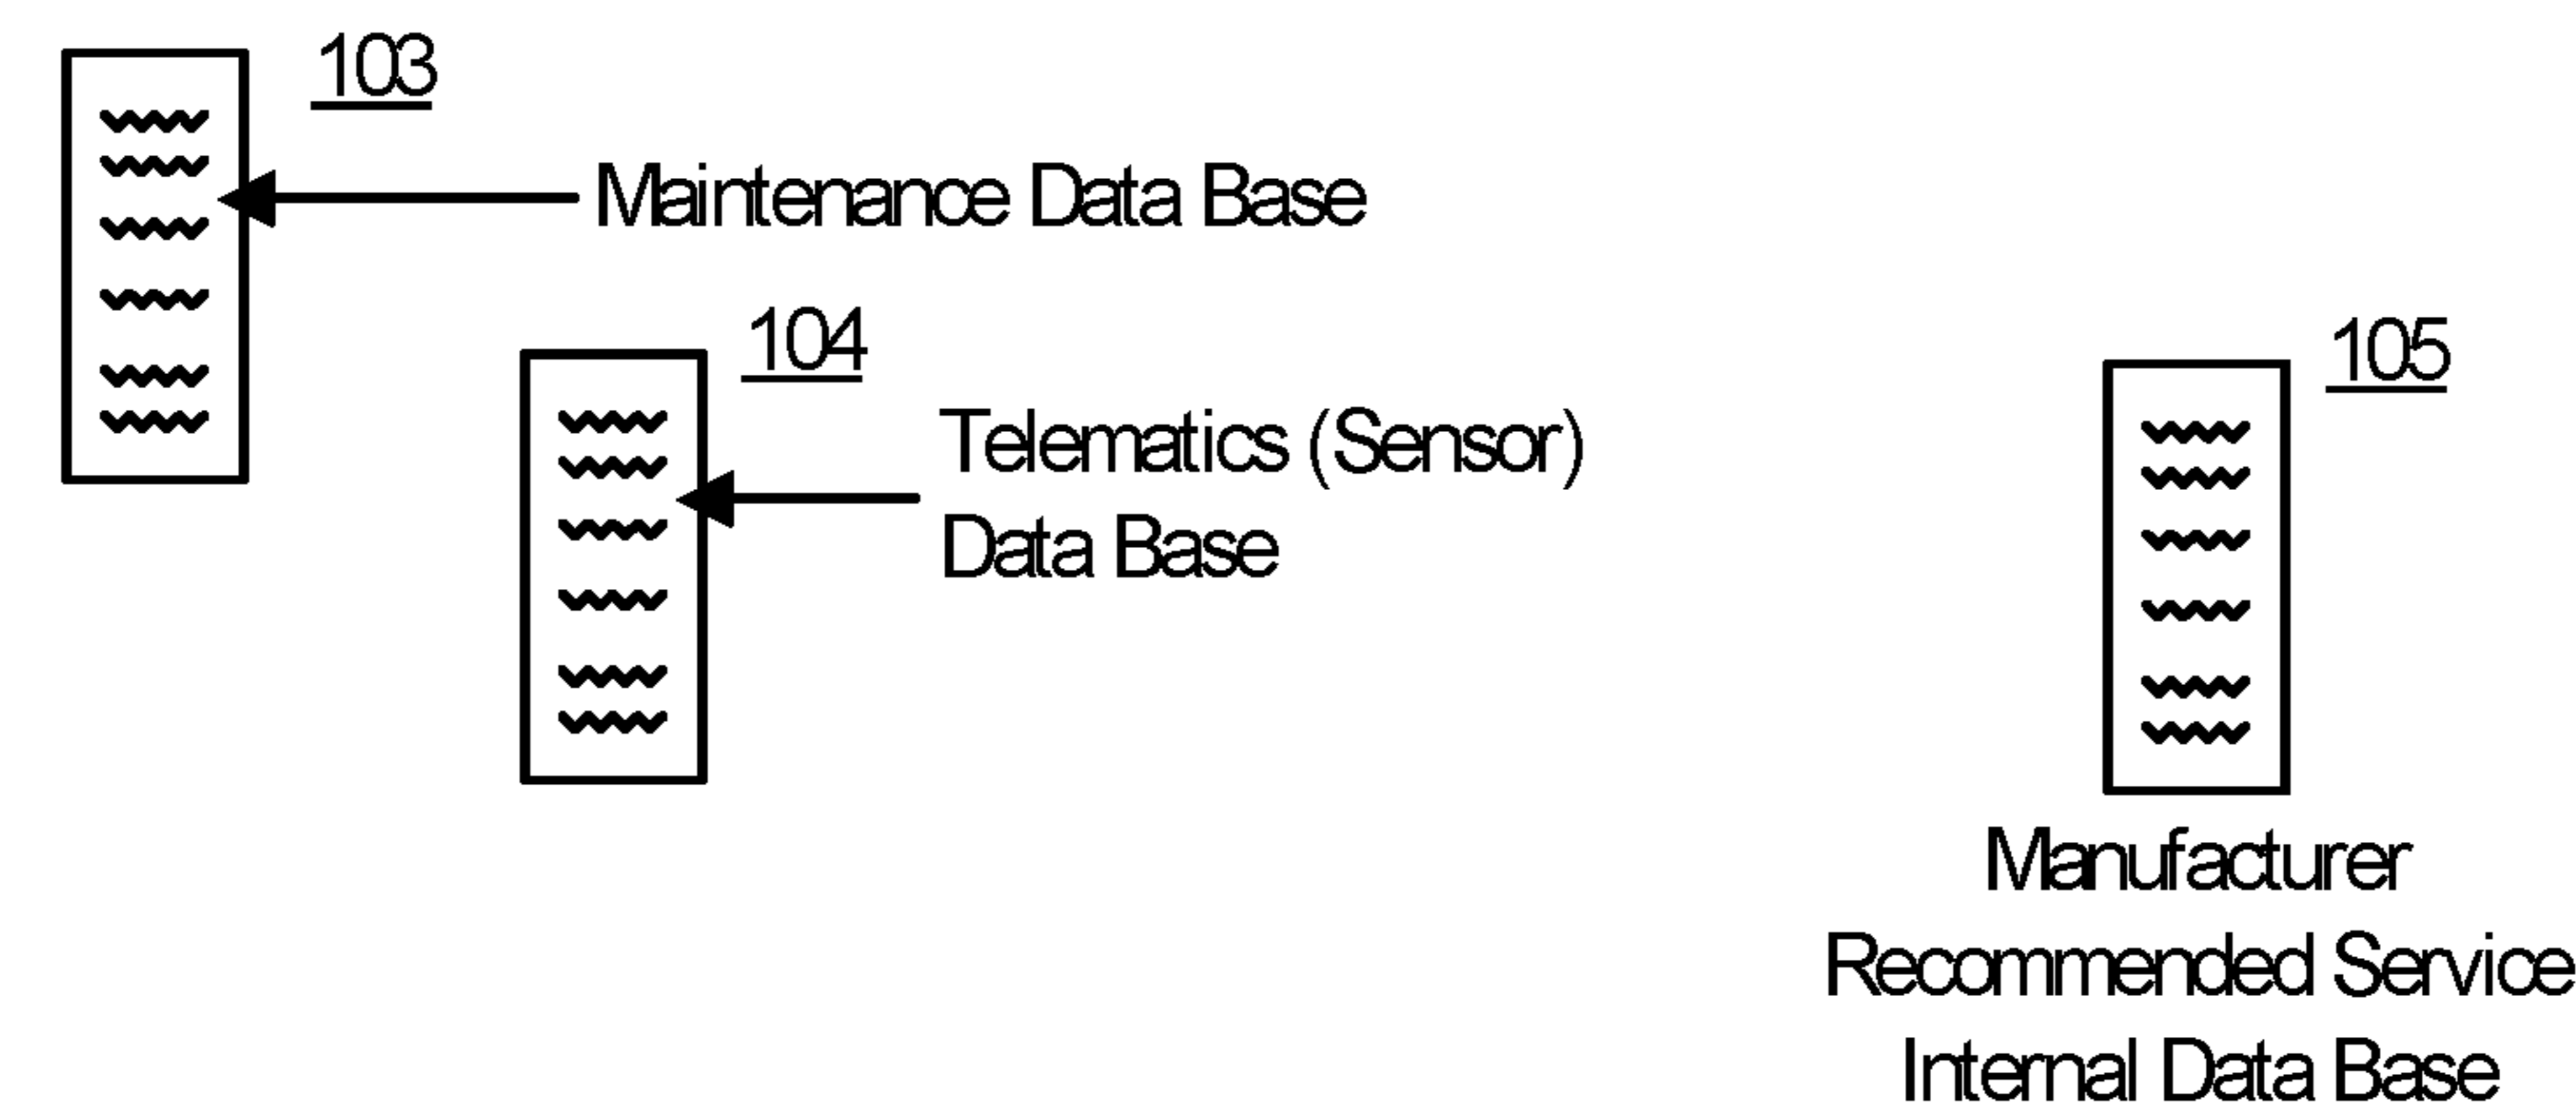 103
Maintenance Data Base
104
Telematics (Sensor)
Data Base
105
Manufacturer
Recommended Service
Internal Data Base